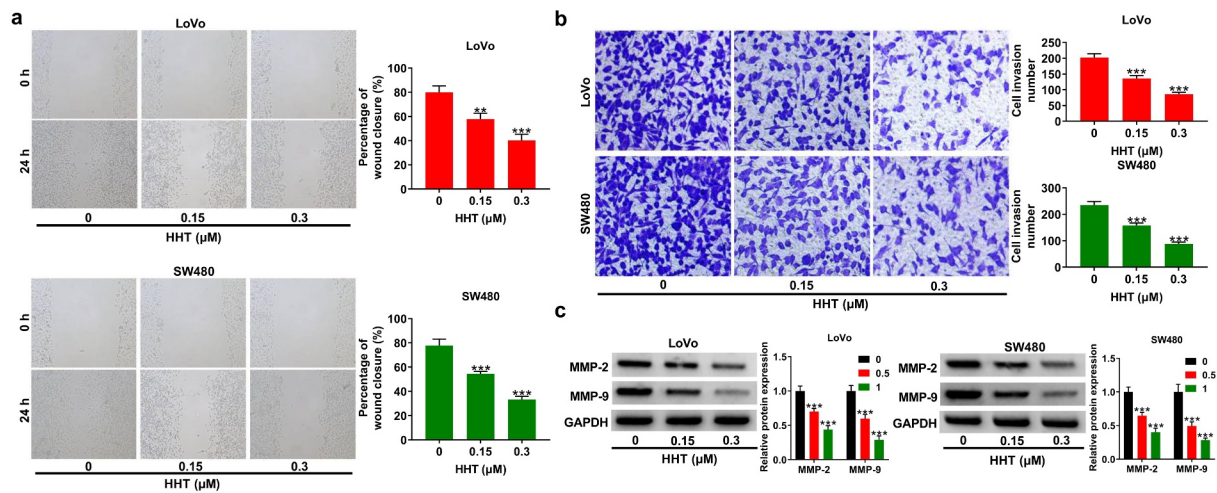 a
LoVo
0 h
24 h
0 0.15 0.3
HHT (μM)
LoVo
Percentage of
wound closure (%)
100
80
60
40
20
0
**
***
0 0.15 0.3
HHT (μM)
SW480
0 h
24 h
0 0.15 0.3
HHT (μM)
SW480
Percentage of
wound closure (%)
100
80
60
40
20
0
***
***
0 0.15 0.3
HHT (μM)
b
LoVo
SW480
0 0.15 0.3
HHT (μM)
LoVo
Cell invasion
number
250
200
150
100
50
0
***
***
0 0.15 0.3
HHT (μM)
SW480
Cell invasion
number
300
200
100
0
***
***
0 0.15 0.3
HHT (μM)
c
LoVo
MMP-2
MMP-9
GAPDH
0 0.15 0.3
HHT (μM)
LoVo
Relative protein expression
2.0
1.5
1.0
0.5
0.0
0
0.5
1
***
***
***
***
MMP-2 MMP-9
SW480
MMP-2
MMP-9
GAPDH
0 0.15 0.3
HHT (μM)
SW480
Relative protein expression
2.0
1.5
1.0
0.5
0.0
0
0.5
1
***
***
***
***
MMP-2 MMP-9